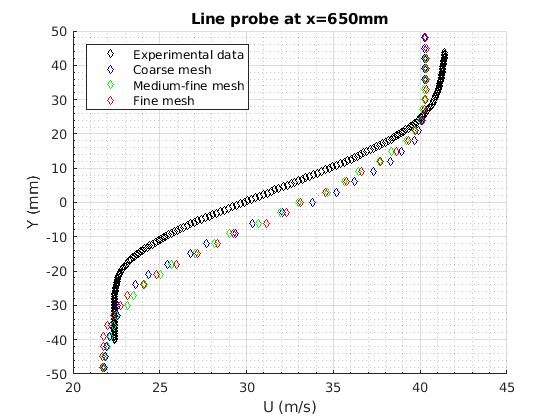 Line probe at x=650mm
50
40
30
20
10
0
-10
-20
-30
-40
-50
Y (mm)
Experimental data
Coarse mesh
Medium-fine mesh
Fine mesh
20
25
30
35
40
45
U (m/s)